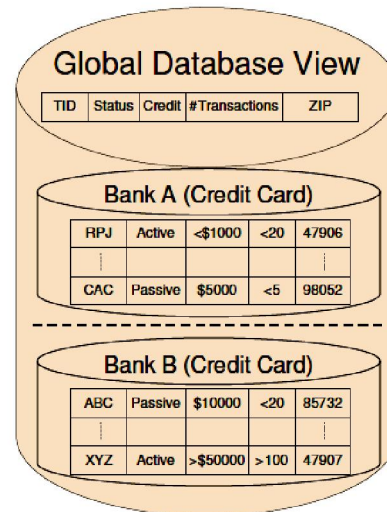 Global Database View
TID Status Credit #Transactions ZIP
Bank A (Credit Card)
RPJ Active <$1000 <20 47906
CAC Passive $5000 <5 98052
Bank B (Credit Card)
ABC Passive $10000 <20 85732
XYZ Active >$50000 >100 47907